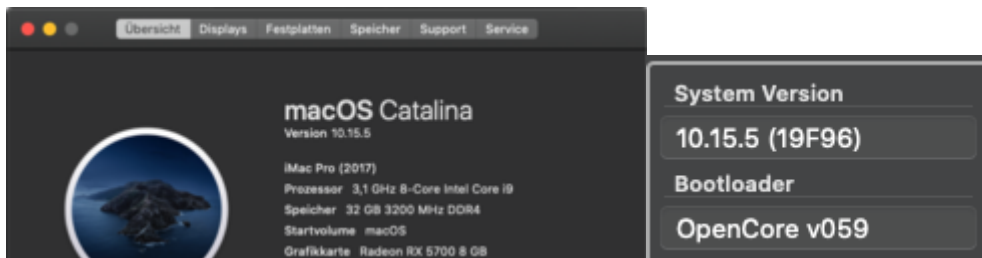 Übersicht Displays Festplatten Speicher Support Service
macOS Catalina
Version 10.15.5
iMac Pro (2017)
Prozessor 3,1 GHz 8-Core Intel Core i9
Speicher 32 GB 3200 MHz DDR4
Startvolume macOS
Grafikkarte Radeon RX 5700 8 GB
System Version
10.15.5 (19F96)
Bootloader
OpenCore v059